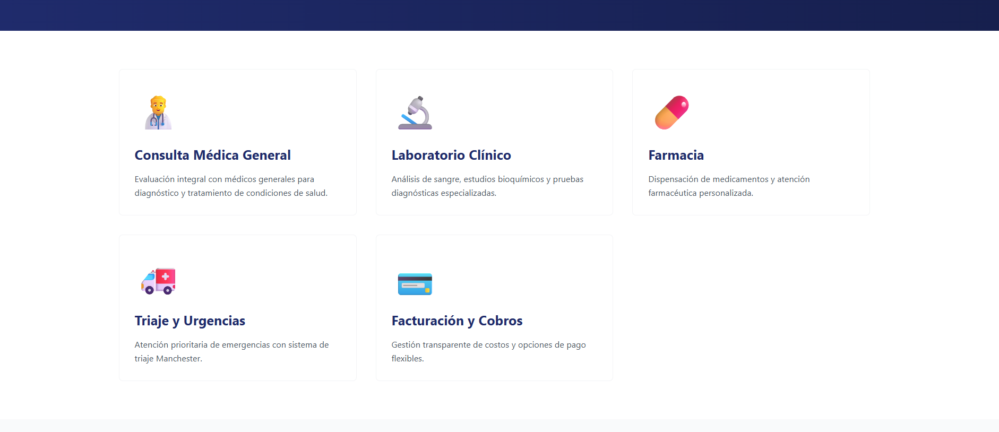 Consulta Médica General
Evaluación integral con médicos generales para
diagnóstico y tratamiento de condiciones de salud.
Laboratorio Clínico
Análisis de sangre, estudios bioquímicos y pruebas
diagnósticas especializadas.
Farmacia
Dispensación de medicamentos y atención
farmacéutica personalizada.
Triaje y Urgencias
Atención prioritaria de emergencias con sistema de
triaje Manchester.
Facturación y Cobros
Gestión transparente de costos y opciones de pago
flexibles.